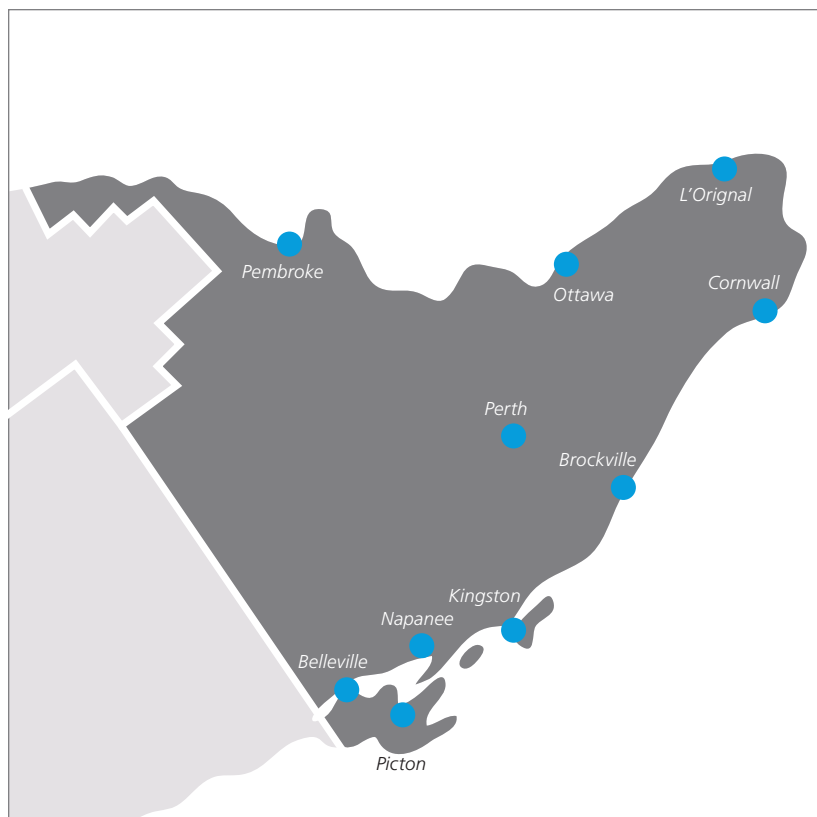 L’Orignal
Pembroke
Cornwall
Ottawa
Perth
Brockville
Kingston
Napanee
Belleville
Picton